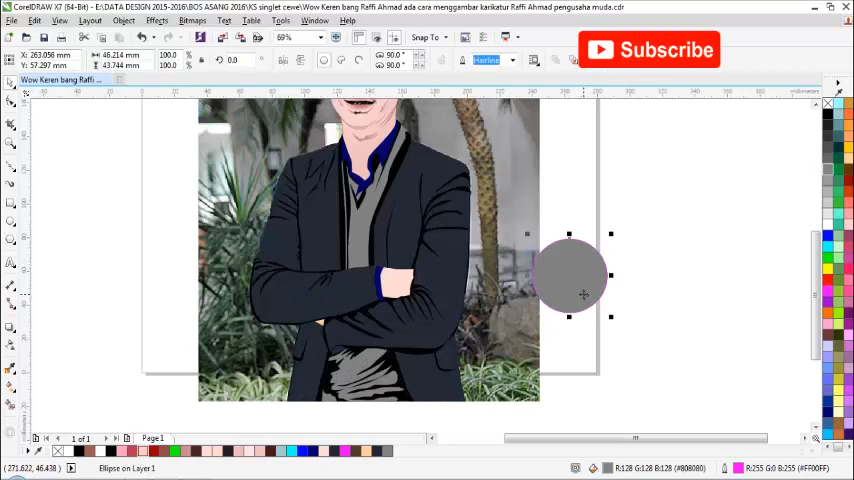 CorelDRAW X7 (64-Bit) - E:\DATA DESIGN 2015-2016\BOS ASANG 2016\KS singlet cewe\Wow Keren bang Raffi Ahmad ada cara menggambar karikatur Raffi Ahmad pengusaha muda.cdr
File Edit View Layout Object Effects Bitmaps Text Table Tools Window Help
69% Snap To
Subscribe
X: 263.056 mm 46.214 mm 100.0 % 0.0 90.0 ° Hairline
Y: 57.297 mm 43.744 mm 100.0 % 90.0 °
Wow Keren bang Raffi ...
millimeters
1 of 1 Page 1
(271.622, 46.438) Ellipse on Layer 1 R:128 G:128 B:128 (#808080) R:255 G:0 B:255 (#FF00FF)